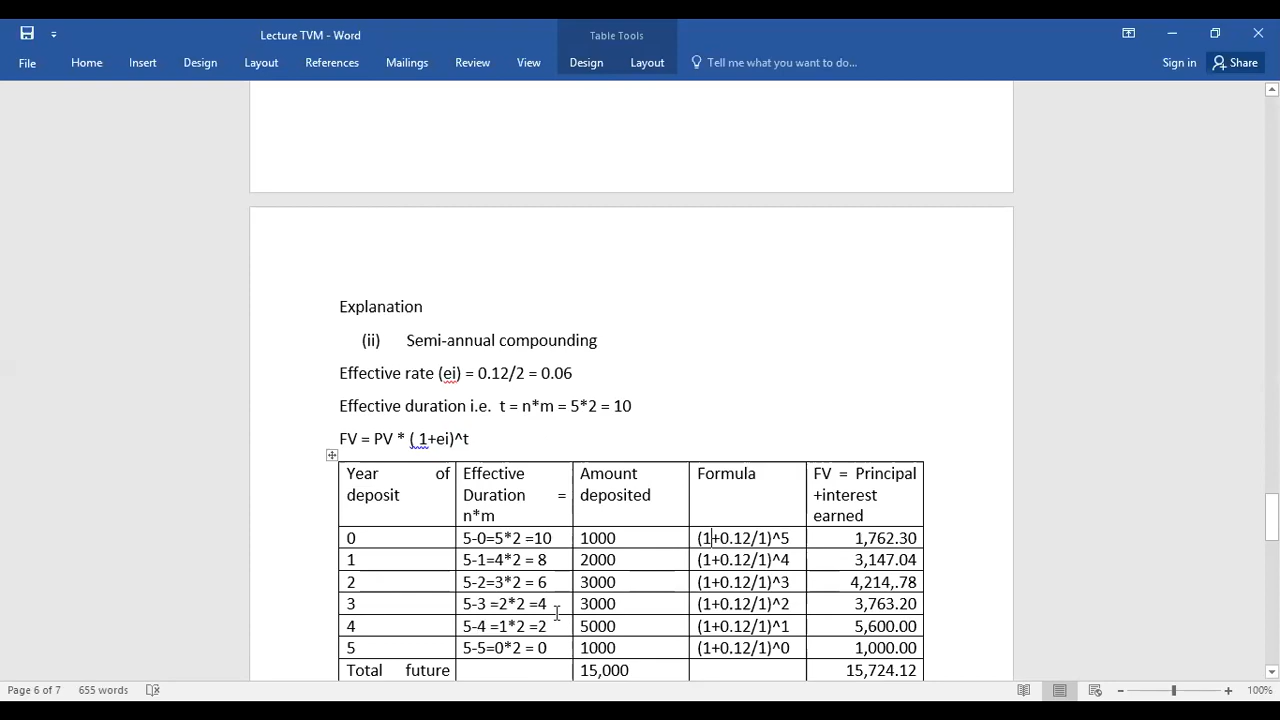 Lecture TVM - Word
Table Tools
File Home Insert Design Layout References Mailings Review View Design Layout Tell me what you want to do... Sign in Share
Explanation
(ii) Semi-annual compounding
Effective rate (ei) = 0.12/2 = 0.06
Effective duration i.e. t = n*m = 5*2 = 10
FV = PV * ( 1+ei)^t
Year of deposit Effective Duration = n*m Amount deposited Formula FV = Principal +interest earned
0 5-0=5*2 =10 1000 (1+0.12/1)^5 1,762.30
1 5-1=4*2 = 8 2000 (1+0.12/1)^4 3,147.04
2 5-2=3*2 = 6 3000 (1+0.12/1)^3 4,214,.78
3 5-3 =2*2 =4 3000 (1+0.12/1)^2 3,763.20
4 5-4 =1*2 =2 5000 (1+0.12/1)^1 5,600.00
5 5-5=0*2 = 0 1000 (1+0.12/1)^0 1,000.00
Total future 15,000 15,724.12
Page 6 of 7 655 words 100%